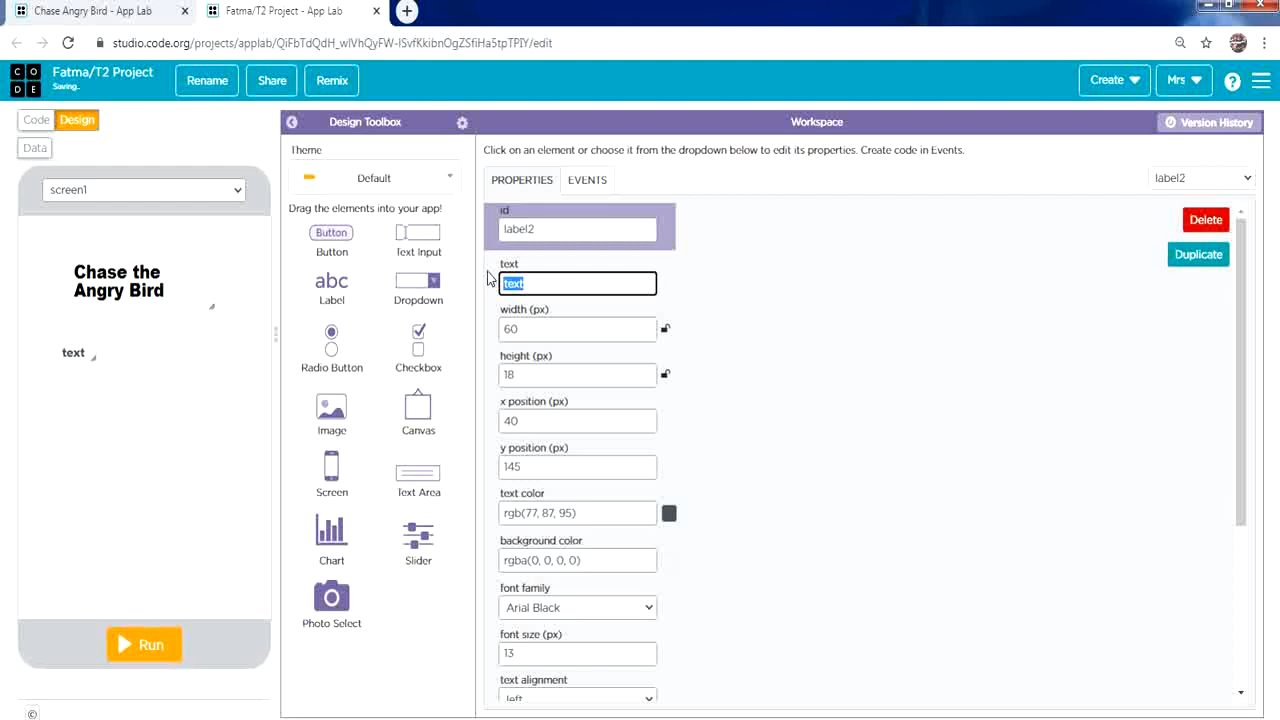 Chase Angry Bird - App Lab
Fatma/T2 Project - App Lab
studio.code.org/projects/applab/QiFbTdQdH_wIVhQyFW-ISvfKkibnOgZSfiHa5tpTPIY/edit
CO
DE
Fatma/T2 Project
Saving..
Rename
Share
Remix
Create
Mrs
?
Code
Design
Data
screen1
Chase the
Angry Bird
text
Run
©
Design Toolbox
Theme
Default
Drag the elements into your app!
Button
Button
Text Input
abc
Label
Dropdown
Radio Button
Checkbox
Image
Canvas
Screen
Text Area
Chart
Slider
Photo Select
Workspace
Version History
Click on an element or choose it from the dropdown below to edit its properties. Create code in Events.
PROPERTIES
EVENTS
label2
id
label2
Delete
Duplicate
text
text
width (px)
60
height (px)
18
x position (px)
40
y position (px)
145
text color
rgb(77, 87, 95)
background color
rgba(0, 0, 0, 0)
font family
Arial Black
font size (px)
13
text alignment
left